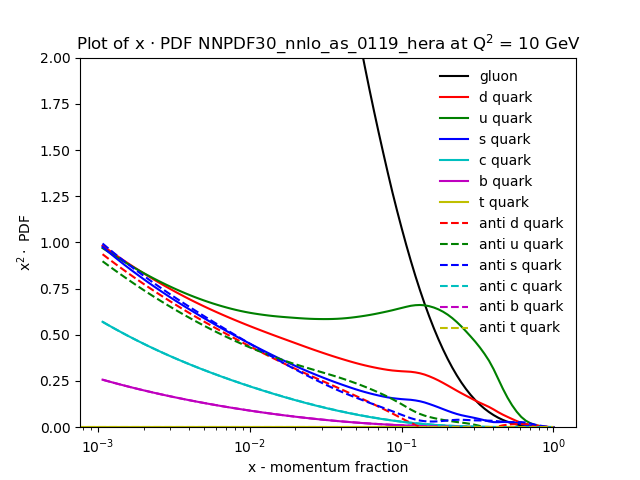 Plot of x · PDF NNPDF30_nnlo_as_0119_hera at Q² = 10 GeV
2.00
1.75
1.50
1.25
1.00
0.75
0.50
0.25
0.00
x² · PDF
gluon
d quark
u quark
s quark
c quark
b quark
t quark
anti d quark
anti u quark
anti s quark
anti c quark
anti b quark
anti t quark
10⁻³ 10⁻² 10⁻¹ 10⁰
x - momentum fraction